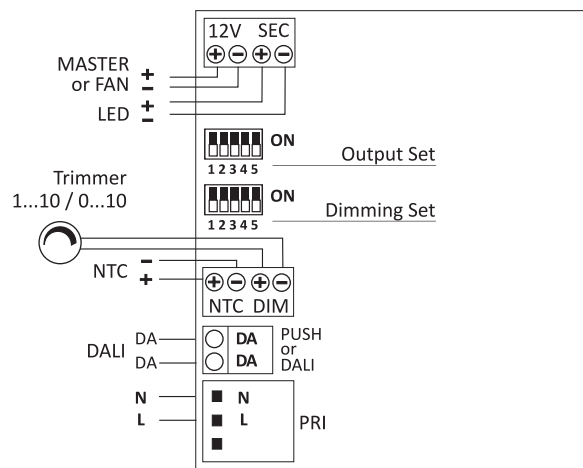 12V SEC
+ − + −
MASTER
or FAN
+
−
LED
+
−
ON
1 2 3 4 5
Output Set
ON
1 2 3 4 5
Dimming Set
Trimmer
1...10 / 0...10
NTC
−
+
+ − + −
NTC DIM
DALI
DA
DA
DA
DA
PUSH
or
DALI
N
L
N
L
PRI